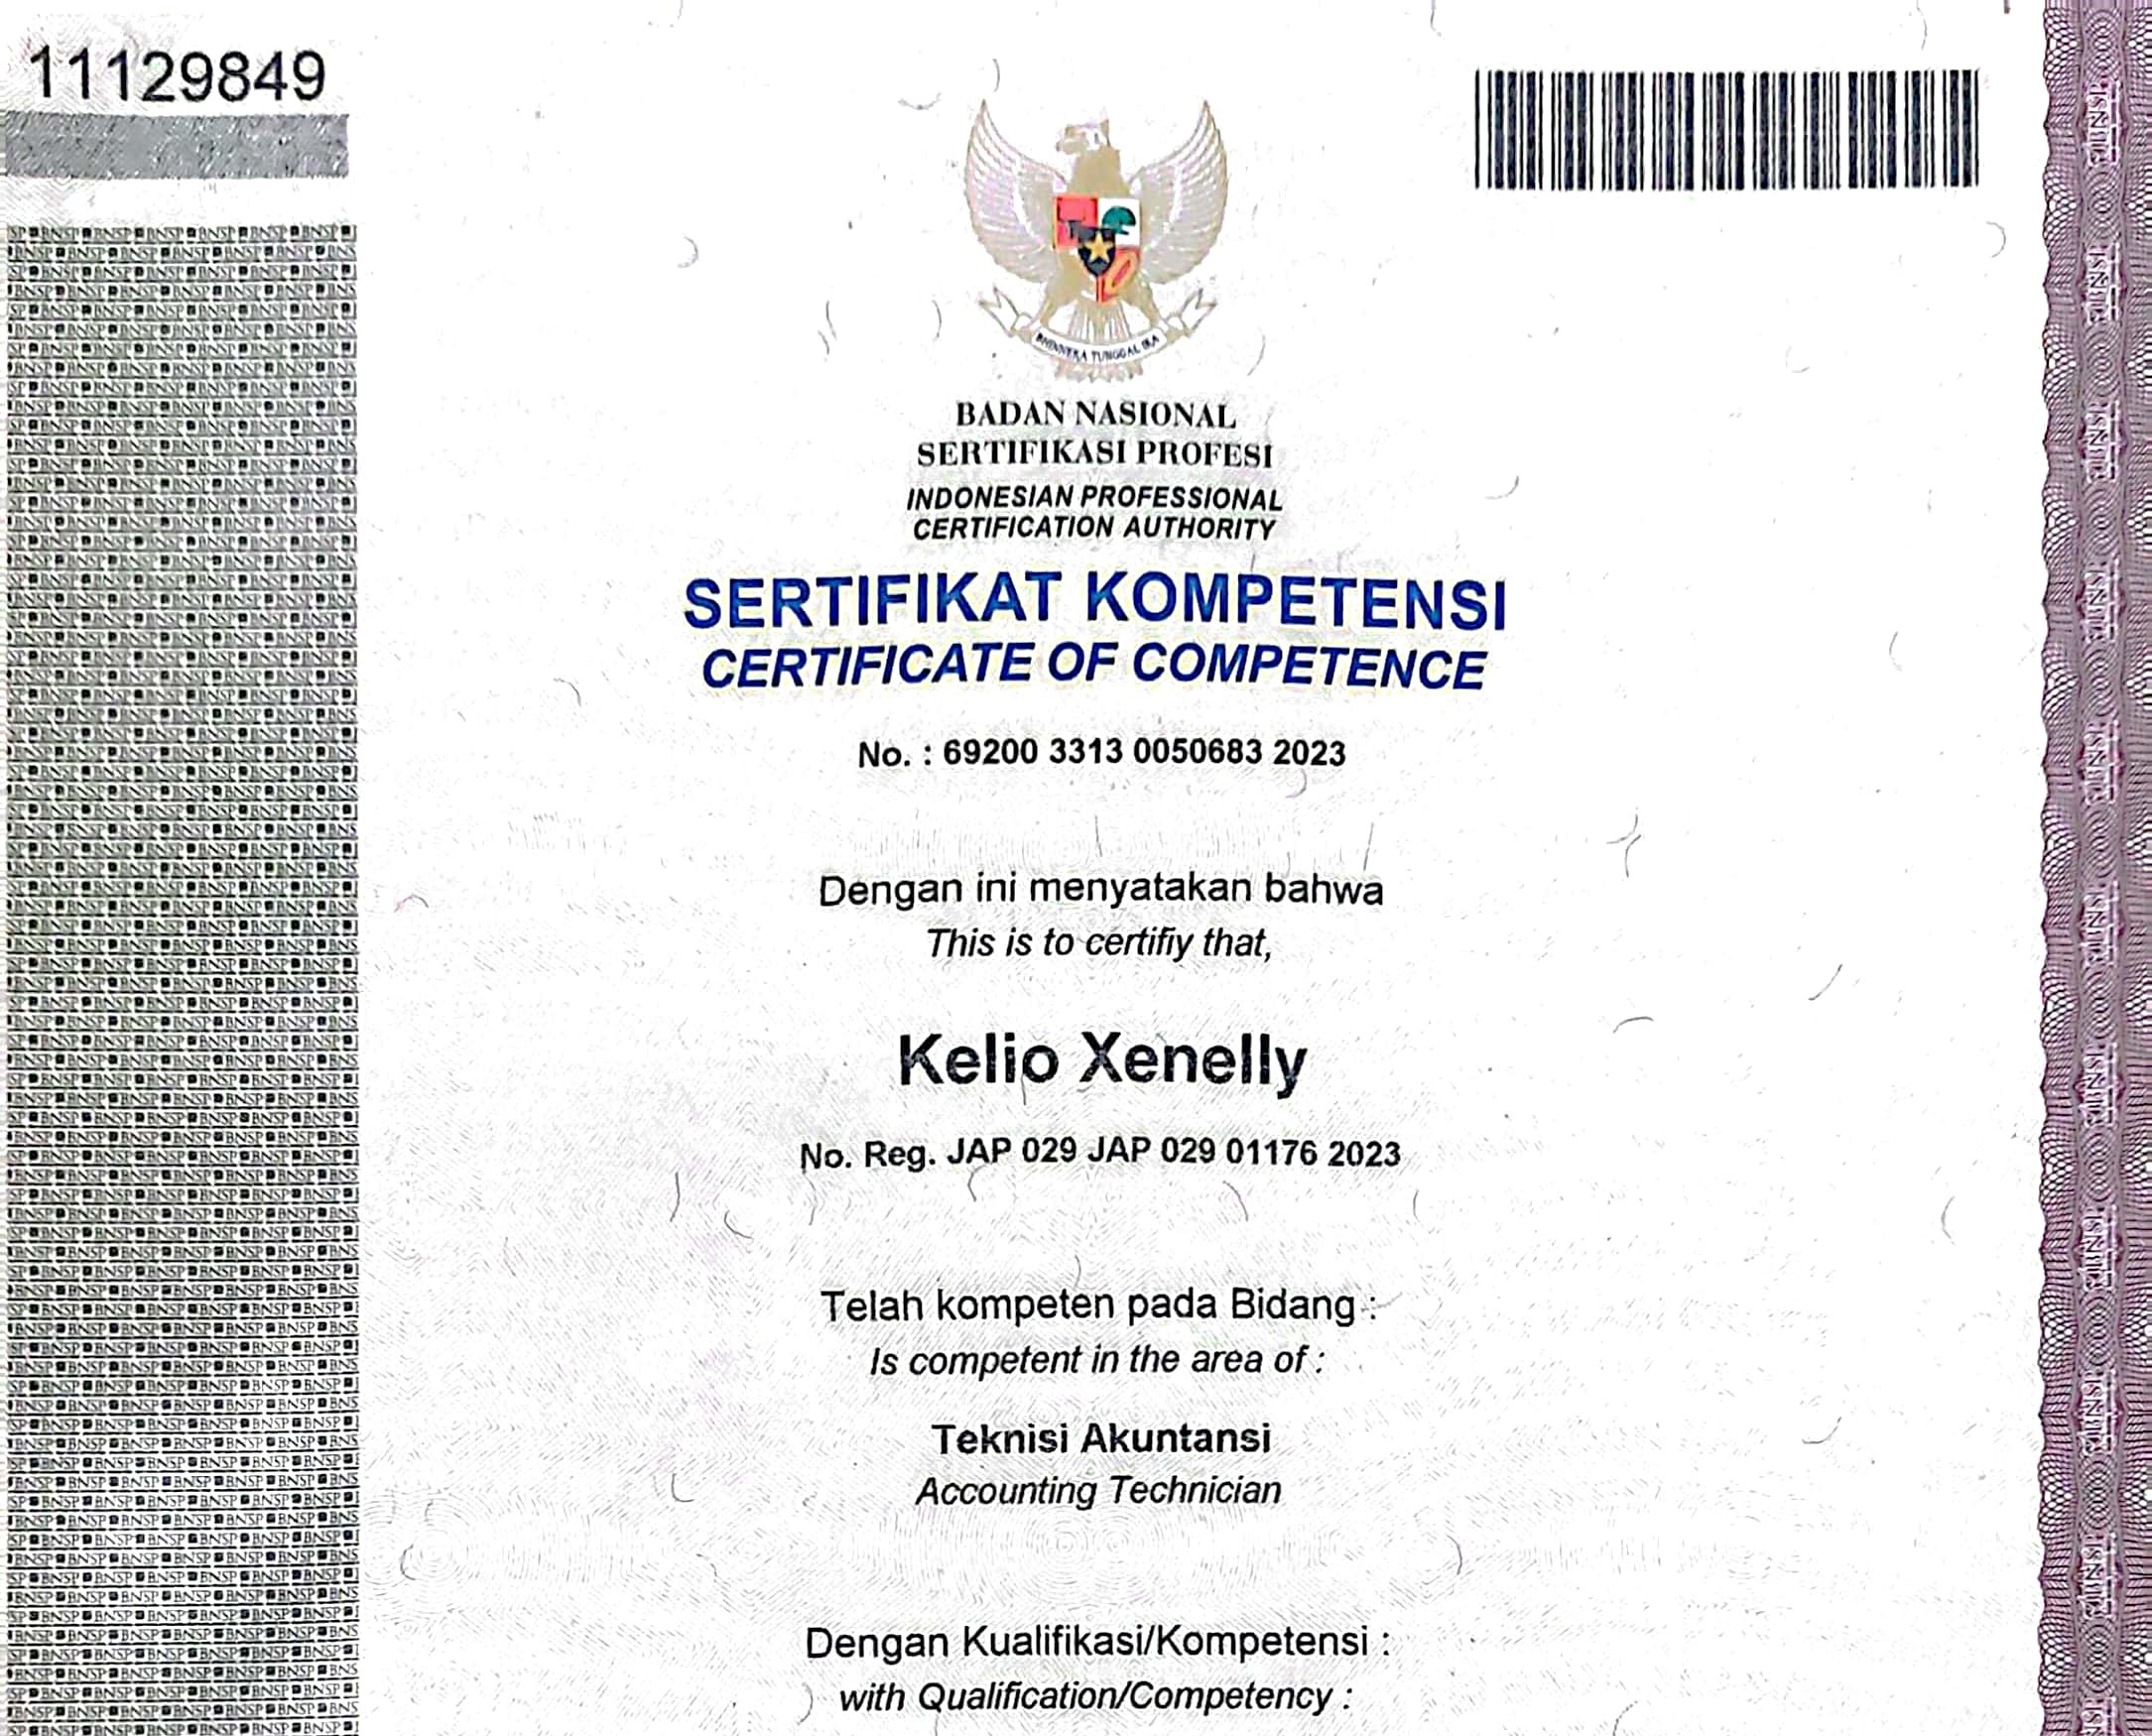 11129849
BHINNEKA TUNGGAL IKA
BADAN NASIONAL
SERTIFIKASI PROFESI
INDONESIAN PROFESSIONAL
CERTIFICATION AUTHORITY
SERTIFIKAT KOMPETENSI
CERTIFICATE OF COMPETENCE
No. : 69200 3313 0050683 2023
Dengan ini menyatakan bahwa
This is to certifiy that,
Kelio Xenelly
No. Reg. JAP 029 JAP 029 01176 2023
Telah kompeten pada Bidang :
Is competent in the area of :
Teknisi Akuntansi
Accounting Technician
Dengan Kualifikasi/Kompetensi :
with Qualification/Competency :